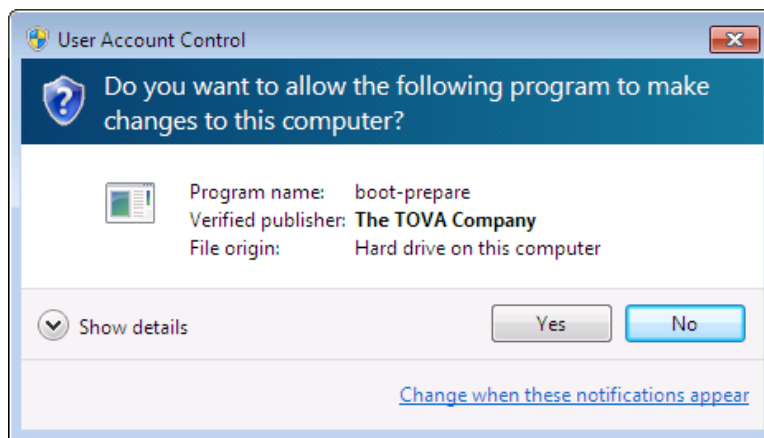 User Account Control
Do you want to allow the following program to make
changes to this computer?
Program name: boot-prepare
Verified publisher: The TOVA Company
File origin: Hard drive on this computer
Show details
Yes
No
Change when these notifications appear